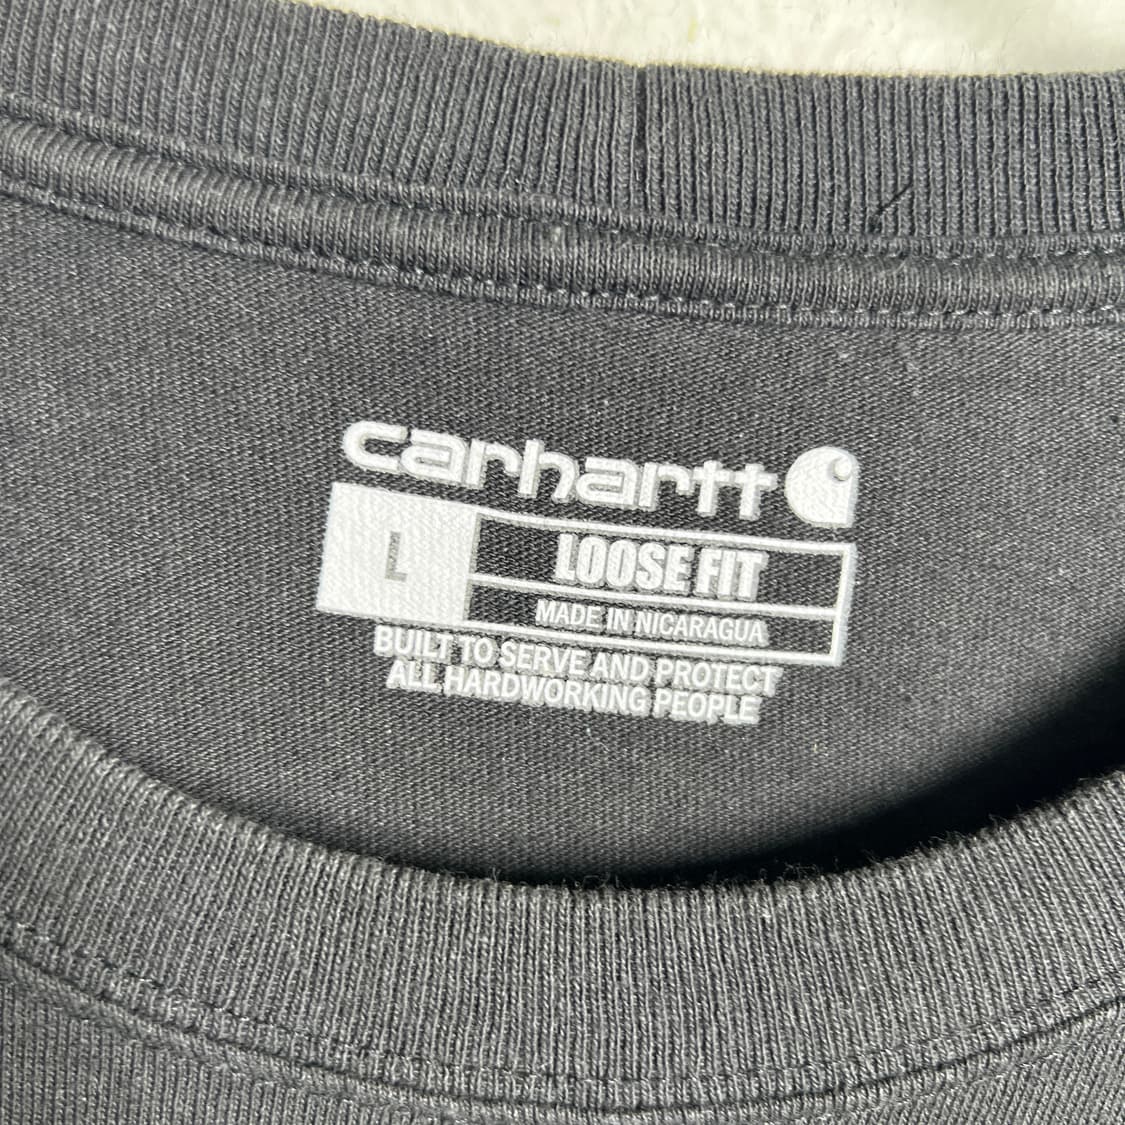 carhartt
L
LOOSE FIT
MADE IN NICARAGUA
BUILT TO SERVE AND PROTECT
ALL HARDWORKING PEOPLE